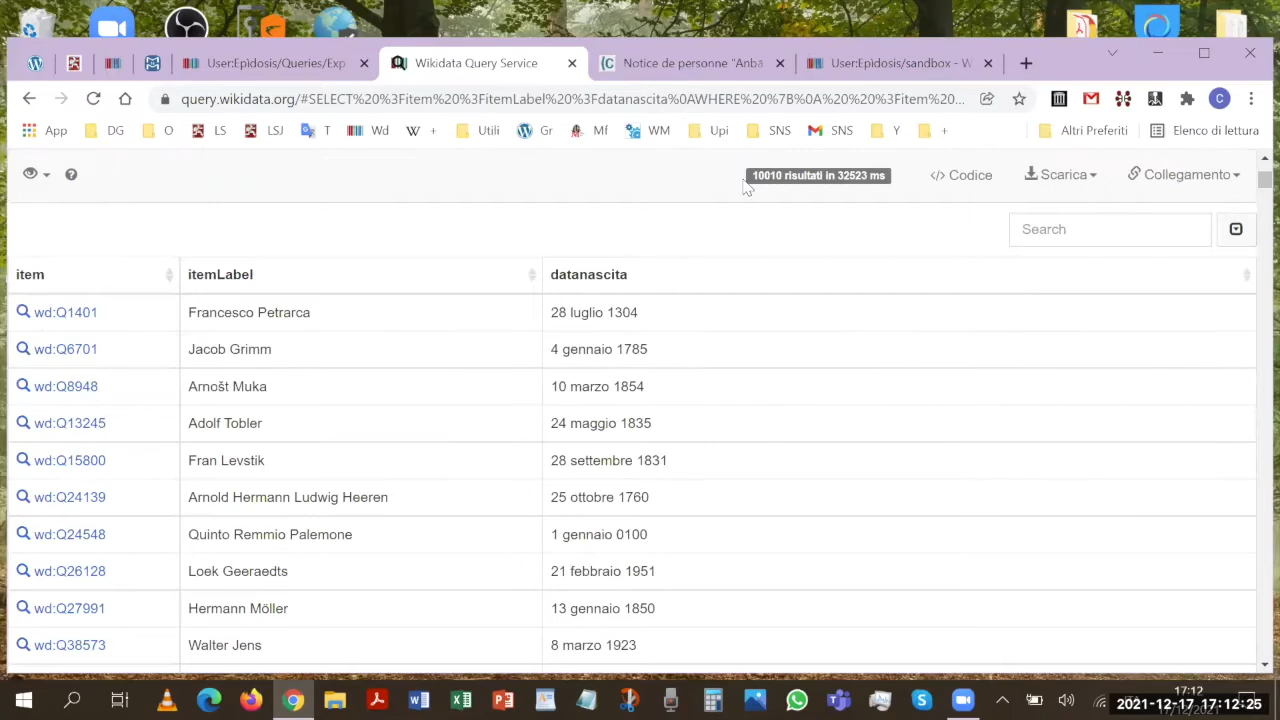 User:Epidosis/Queries/Exp
Wikidata Query Service
Notice de personne "Anba
User:Epidosis/sandbox - W
query.wikidata.org/#SELECT%20%3Fitem%20%3FitemLabel%20%3Fdatanascita%0AWHERE%20%7B%0A%20%20%3Fitem%20...
App DG O LS LSJ T Wd + Utili Gr Mf WM Upi SNS SNS Y + Altri Preferiti Elenco di lettura
10010 risultati in 32523 ms </> Codice Scarica Collegamento
Search
item itemLabel datanascita
wd:Q1401 Francesco Petrarca 28 luglio 1304
wd:Q6701 Jacob Grimm 4 gennaio 1785
wd:Q8948 Arnošt Muka 10 marzo 1854
wd:Q13245 Adolf Tobler 24 maggio 1835
wd:Q15800 Fran Levstik 28 settembre 1831
wd:Q24139 Arnold Hermann Ludwig Heeren 25 ottobre 1760
wd:Q24548 Quinto Remmio Palemone 1 gennaio 0100
wd:Q26128 Loek Geeraedts 21 febbraio 1951
wd:Q27991 Hermann Möller 13 gennaio 1850
wd:Q38573 Walter Jens 8 marzo 1923
17:12
2021-12-17 17:12:25